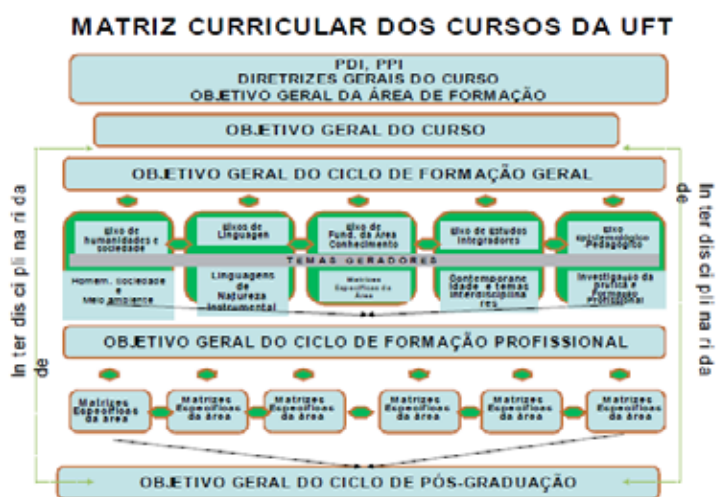 MATRIZ CURRICULAR DOS CURSOS DA UFT
PDI, PPI
DIRETRIZES GERAIS DO CURSO
OBJETIVO GERAL DA ÁREA DE FORMAÇÃO
OBJETIVO GERAL DO CURSO
OBJETIVO GERAL DO CICLO DE FORMAÇÃO GERAL
Eixo de
humanidades e
sociedade
Eixos de
Linguagen
Eixo de
Fund. da Área
Conhecimento
Eixo de Estudos
Integradores
Eixo
Epistemológico
Pedagógico
TEMAS GERADORES
Homem, Sociedade
e
Meio ambiente
Linguagens
de
Natureza
Instrumental
Matrizes
Específicas da
Área
Contemporane
idade e temas
interdisciplina
res
Investigação da
prática e
Formação
Profissional
OBJETIVO GERAL DO CICLO DE FORMAÇÃO PROFISSIONAL
Matrizes
Específicas
da área
Matrizes
Específicas
da área
Matrizes
Específicas
da área
Matrizes
Específicas
da área
Matrizes
Específicas
da área
Matrizes
Específicas
da área
OBJETIVO GERAL DO CICLO DE PÓS-GRADUAÇÃO
In ter dis ci pli na ri da
de
In ter dis ci pli na ri da
de